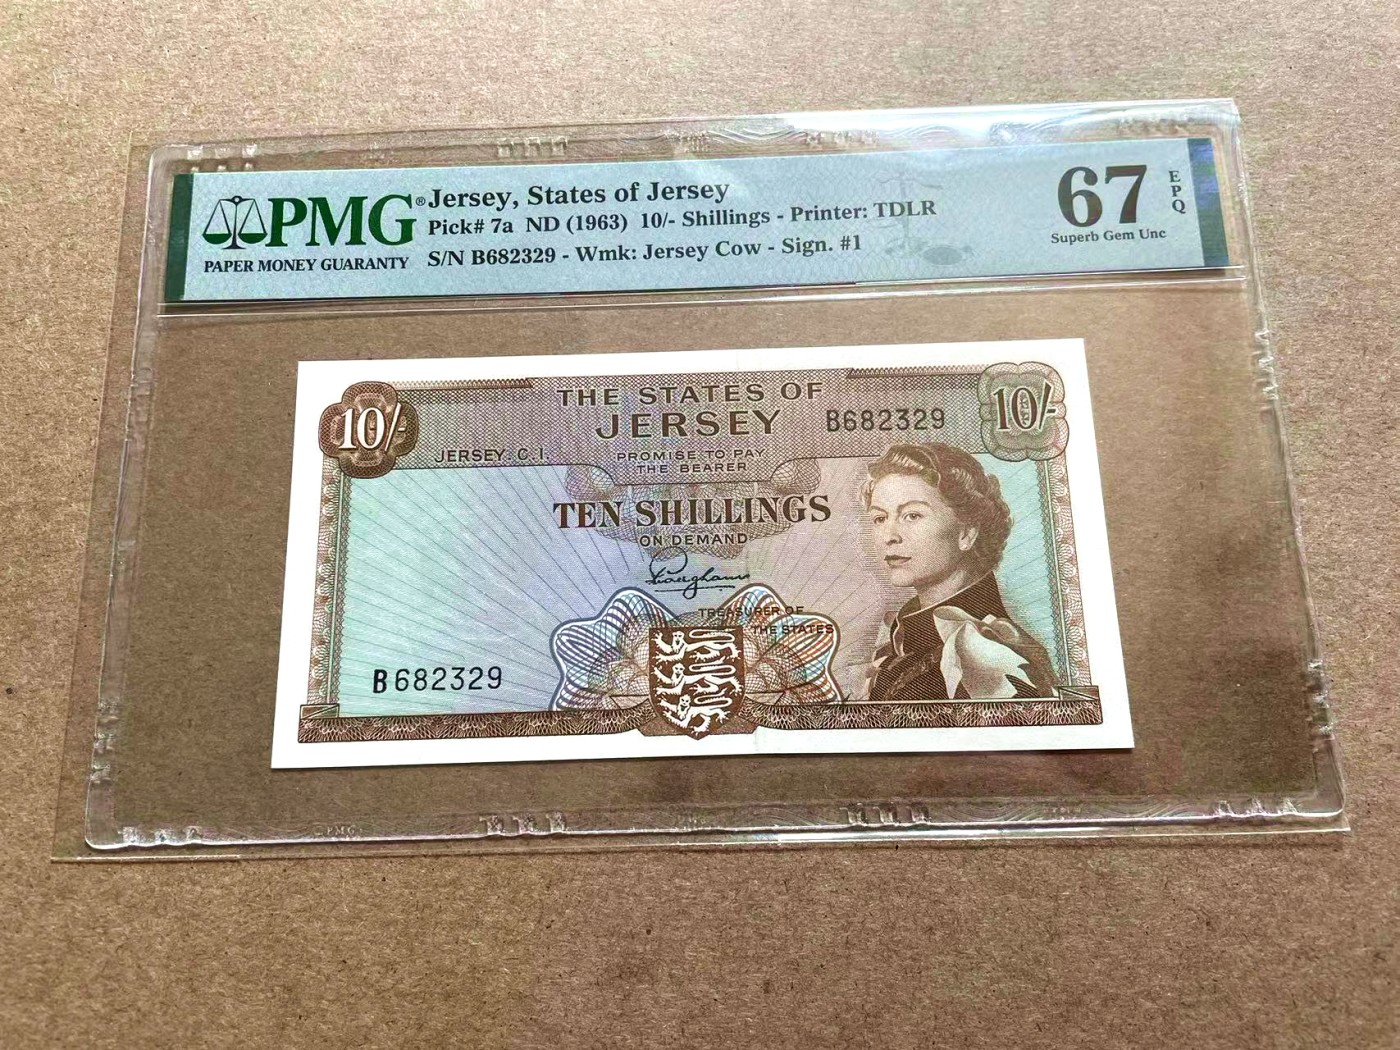 PMG®
PAPER MONEY GUARANTY
Jersey, States of Jersey
Pick# 7a ND (1963) 10/- Shillings - Printer: TDLR
S/N B682329 - Wmk: Jersey Cow - Sign. #1
67
EPQ
Superb Gem Unc
10/-
THE STATES OF
JERSEY
B682329
10/-
JERSEY. C. I.
PROMISE TO PAY
THE BEARER
TEN SHILLINGS
ON DEMAND
TREASURER OF
THE STATES
B682329
PMG